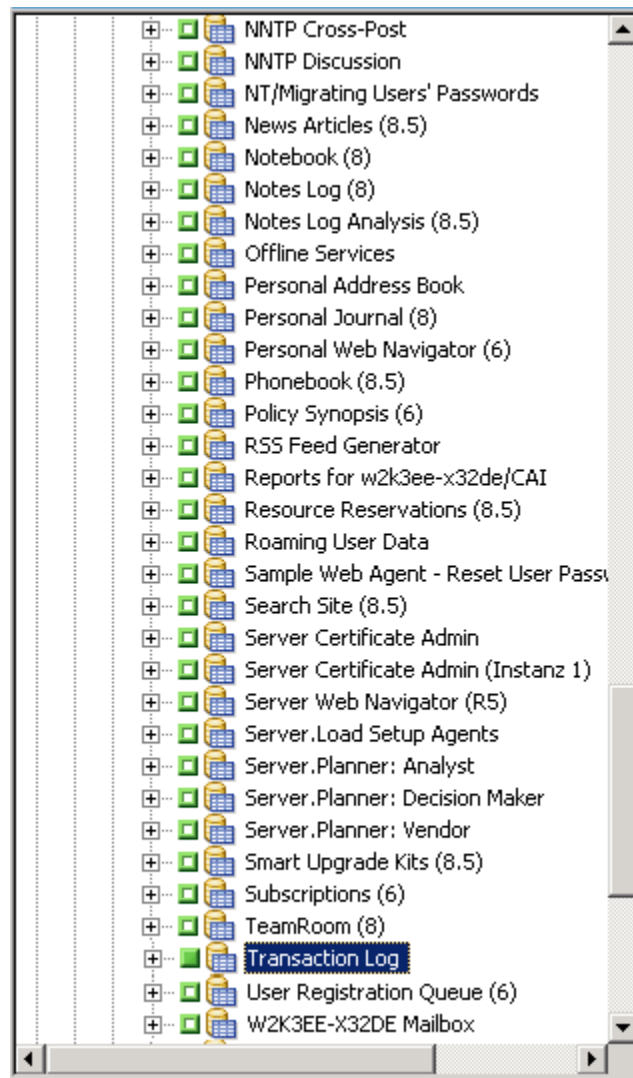 NNTP Cross-Post
NNTP Discussion
NT/Migrating Users' Passwords
News Articles (8.5)
Notebook (8)
Notes Log (8)
Notes Log Analysis (8.5)
Offline Services
Personal Address Book
Personal Journal (8)
Personal Web Navigator (6)
Phonebook (8.5)
Policy Synopsis (6)
RSS Feed Generator
Reports for w2k3ee-x32de/CAI
Resource Reservations (8.5)
Roaming User Data
Sample Web Agent - Reset User
Search Site (8.5)
Server Certificate Admin
Server Certificate Admin (Instanz 1)
Server Web Navigator (R5)
Server.Load Setup Agents
Server.Planner: Analyst
Server.Planner: Decision Maker
Server.Planner: Vendor
Smart Upgrade Kits (8.5)
Subscriptions (6)
TeamRoom (8)
Transaction Log
User Registration Queue (6)
W2K3EE-X32DE Mailbox